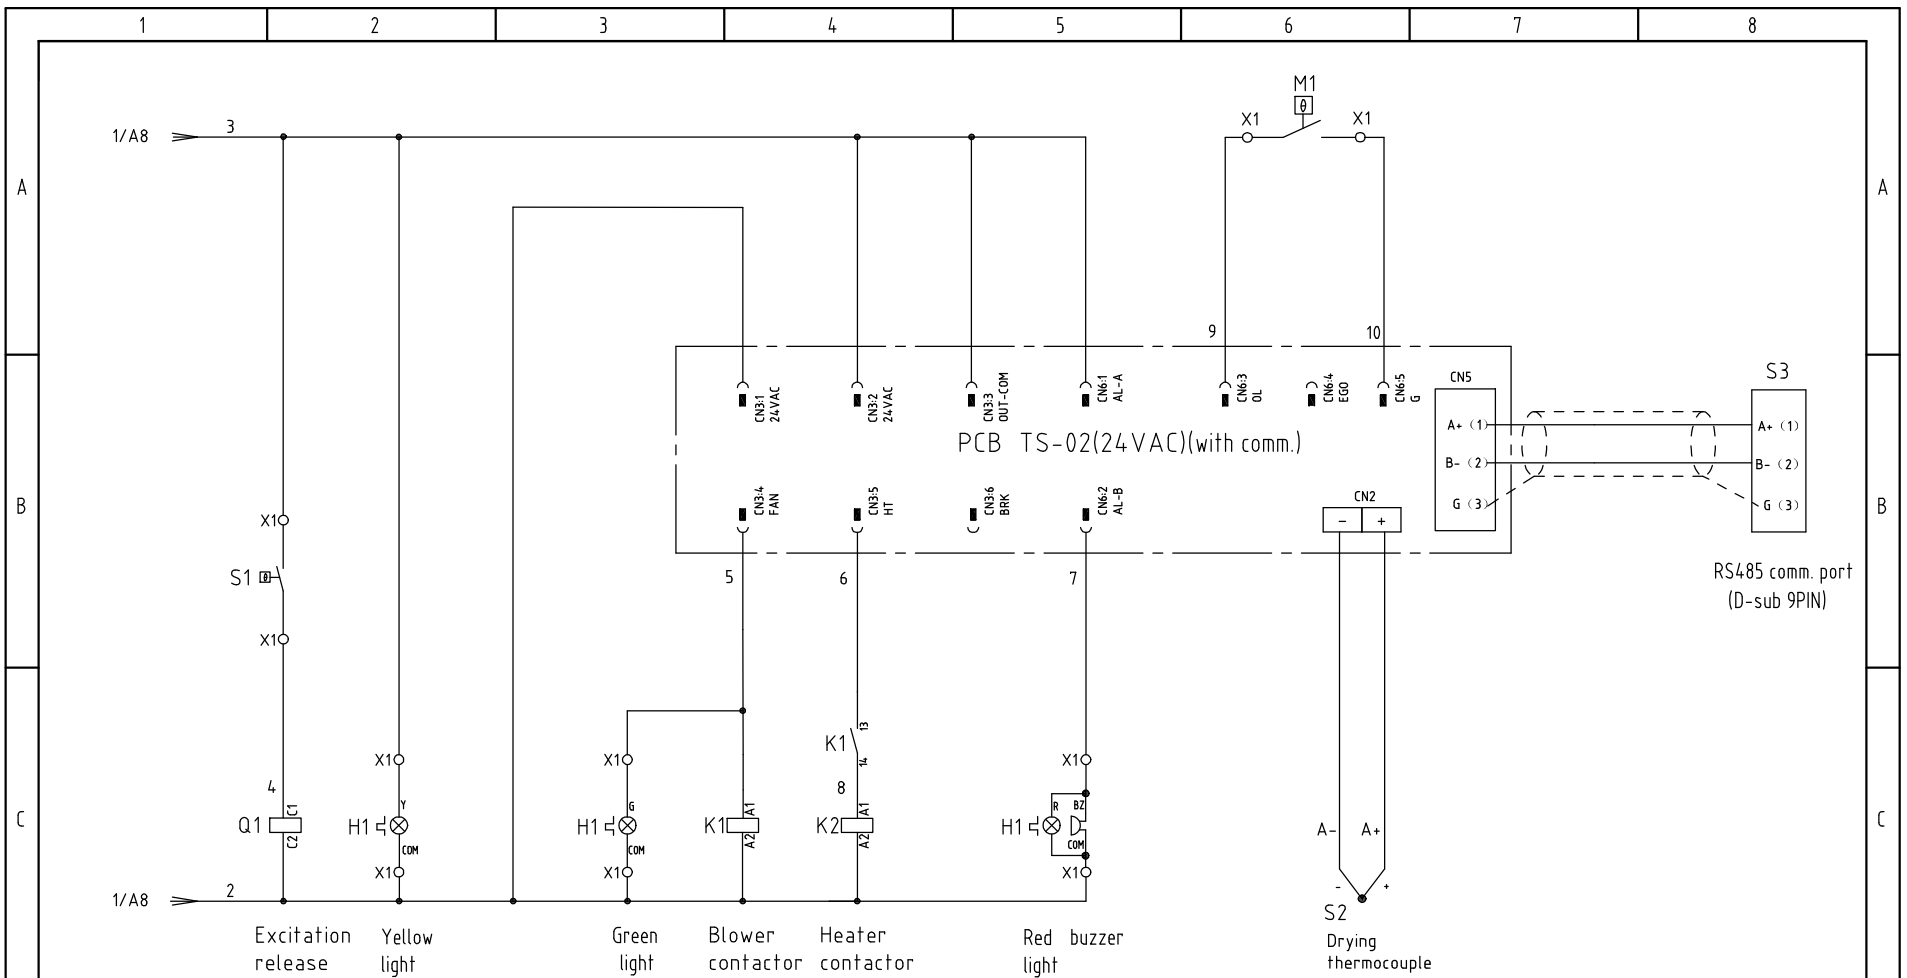 1 2 3 4 5 6 7 8
M1
θ
X1 X1
1/A8 3
A A
9 10
CN3:1
24VAC
CN3:2
24VAC
CN3:3
OUT-COM
CN6:1
AL-A
CN6:3
OL
CN6:4
EGO
CN6:5
G
CN5
S3
A+ (1)
A+ (1)
PCB TS-02(24VAC)(with comm.)
B- (2)
B- (2)
G (3)
G (3)
CN3:4
FAN
CN3:5
HT
CN3:6
BRK
CN6:2
AL-B
CN2
- +
B B
X1
S1 θ
X1
5 6 7
RS485 comm. port
(D-sub 9PIN)
K1 13
14
X1 X1 X1
4 8
C C
Q1 C1
C2
H1 Y
COM
H1 G
COM
K1 A1
A2
K2 A1
A2
H1 R BZ
COM
A- A+
X1 X1 X1
- +
1/A8 2
S2
Excitation
release
Yellow
light
Green
light
Blower
contactor
Heater
contactor
Red buzzer
light
Drying
thermocouple